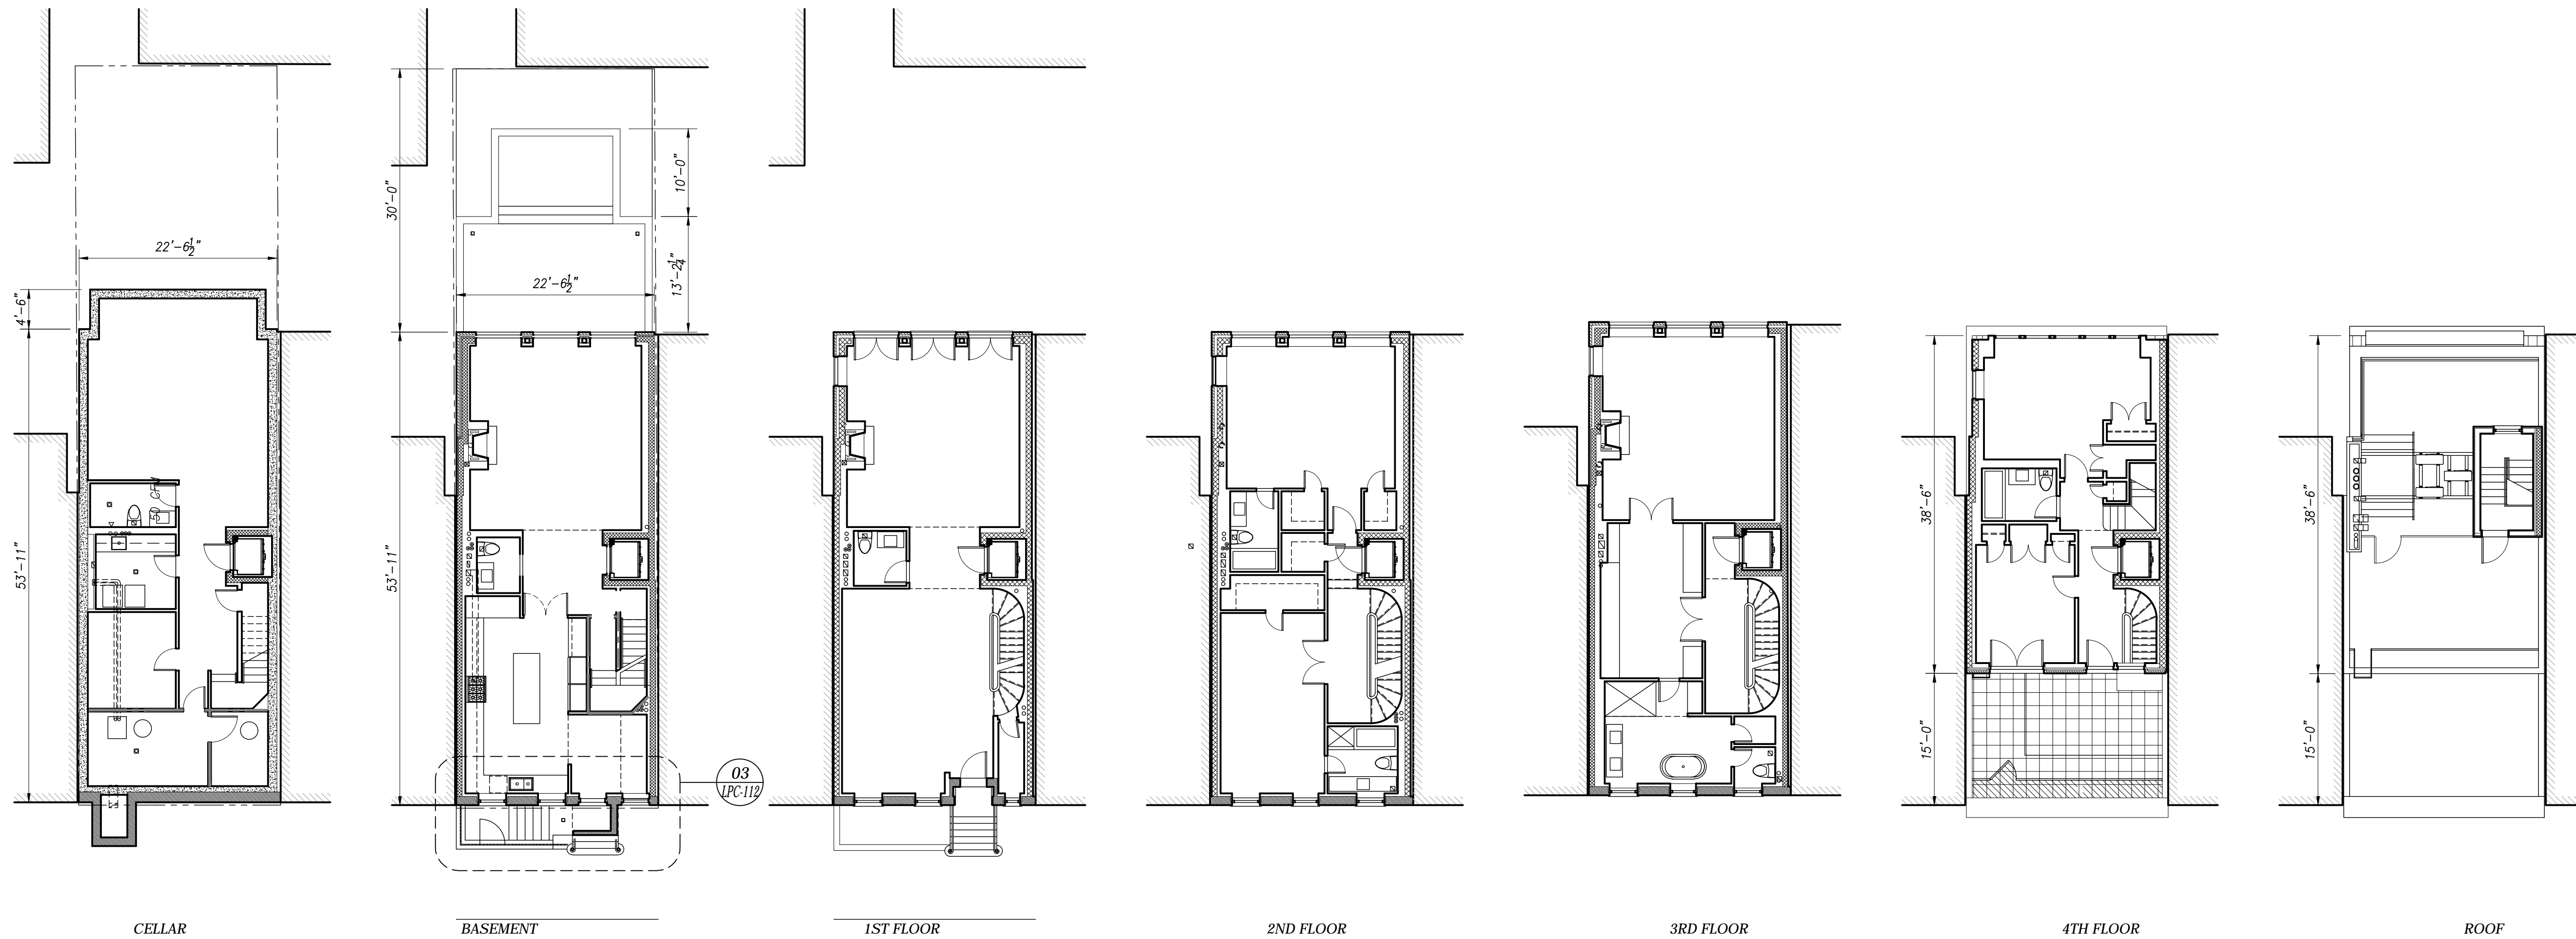 22'-6½"
4'-6"
53'-11"
50 CFM
CELLAR
30'-0"
10'-0"
13'-2¼"
22'-6½"
53'-11"
03
LPC-112
BASEMENT
1ST FLOOR
2ND FLOOR
3RD FLOOR
38'-6"
15'-0"
4TH FLOOR
38'-6"
15'-0"
ROOF